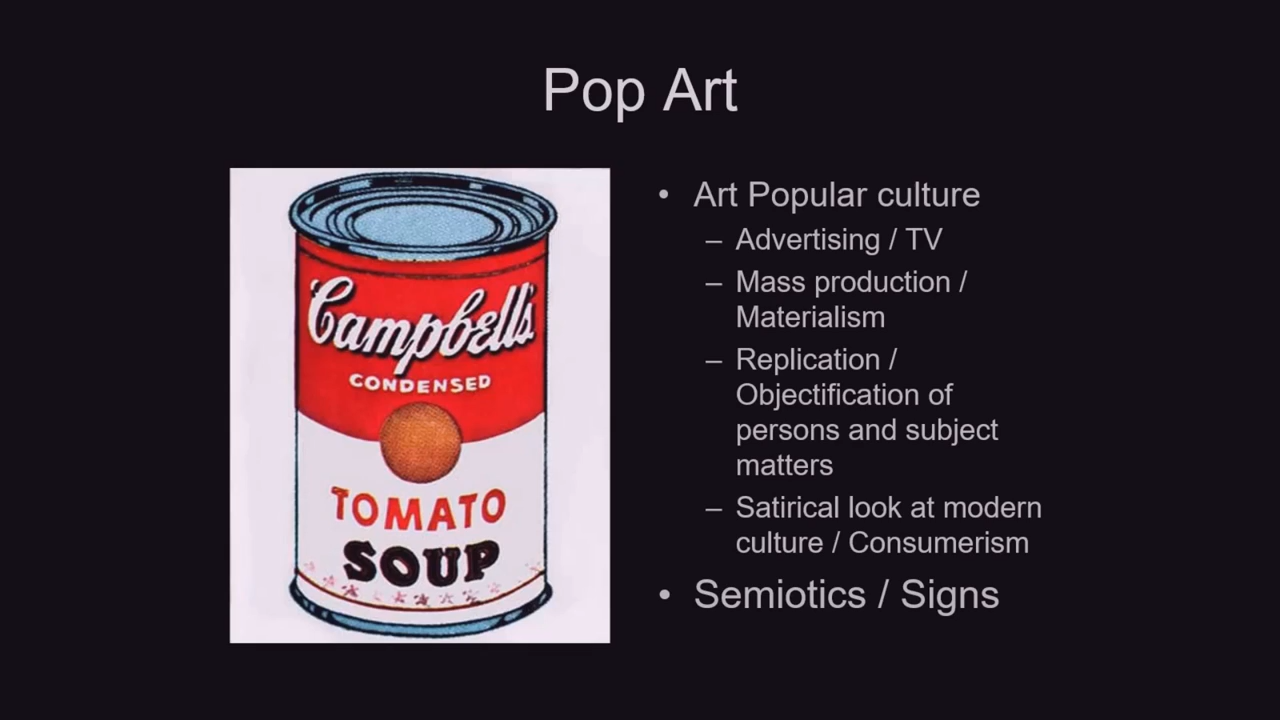 Pop Art
Campbell's
CONDENSED
TOMATO
SOUP
• Art Popular culture
– Advertising / TV
– Mass production /
Materialism
– Replication /
Objectification of
persons and subject
matters
– Satirical look at modern
culture / Consumerism
• Semiotics / Signs